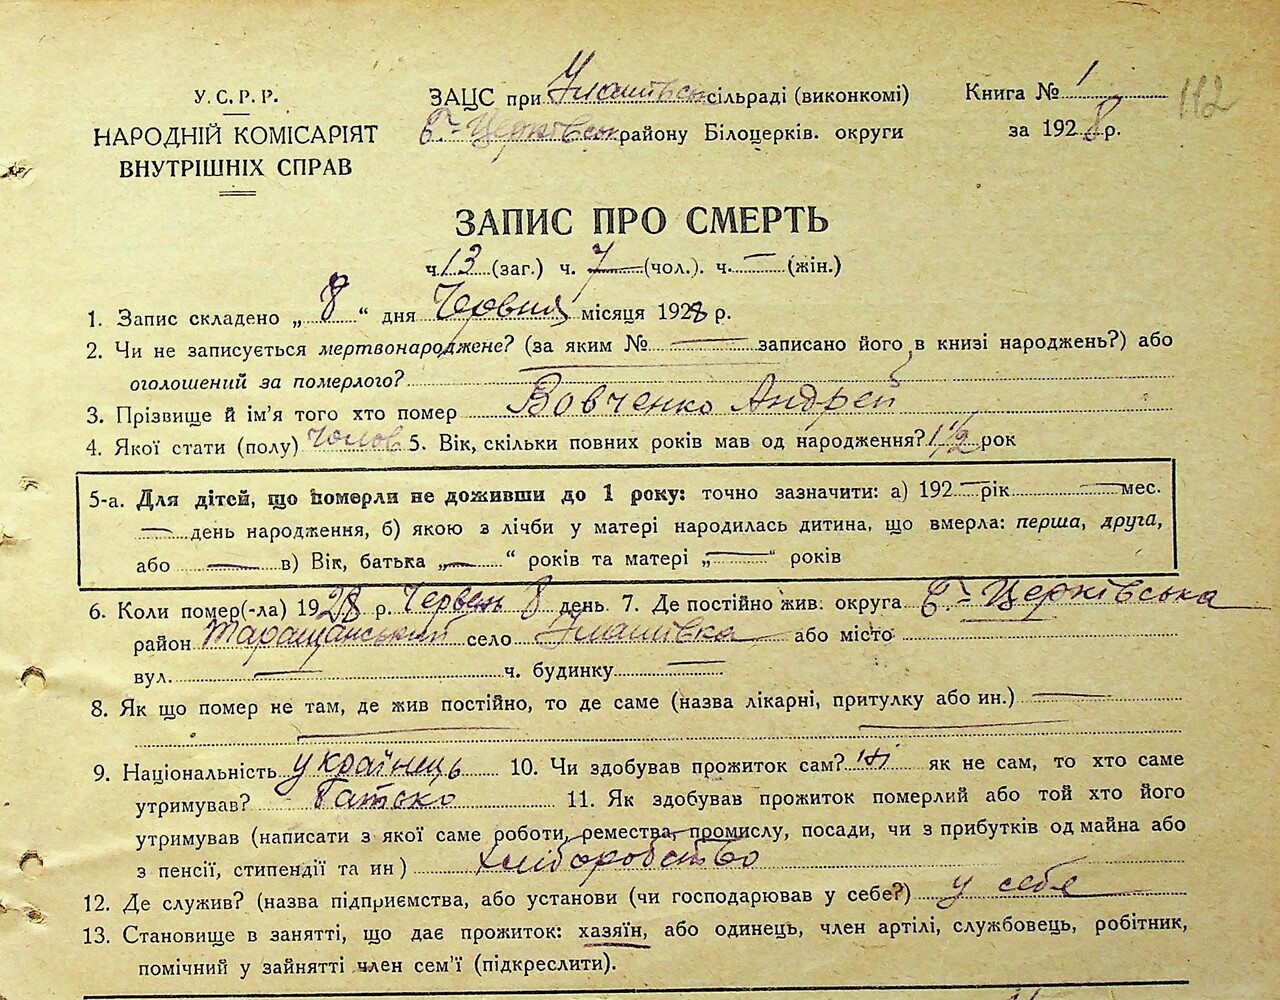 У. С. Р. Р.
НАРОДНІЙ КОМІСАРІЯТ
ВНУТРІШНІХ СПРАВ
ЗАЦС при сільраді (виконкомі)
Б.-Церківськ району Білоцерків. округи
Книга № 1
за 1928 р.
112
ЗАПИС ПРО СМЕРТЬ
ч. 13 (заг.) ч. 7 (чол.). ч. — (жін.)
1. Запис складено „ 8 “ дня Червня місяця 1928 р.
2. Чи не записується мертвонароджене? (за яким № — записано його в книзі народжень?) або
оголошений за померлого?
3. Прізвище й ім'я того хто помер Вовченко Андрей
4. Якої стати (полу) чолов 5. Вік, скільки повних років мав од народження? 1 1/2 рок
5-а. Для дітей, що померли не доживши до 1 року: точно зазначити: а) 192 — рік — мес.
— день народження, б) якою з лічби у матері народилась дитина, що вмерла: перша, друга,
або — в) Вік, батька „ — “ років та матері „ — “ років
6. Коли помер(-ла) 1928 р. Червень 8 день 7. Де постійно жив: округа Б.-Церківська
район Таращанський село або місто
вул. — ч. будинку —
8. Як що помер не там, де жив постійно, то де саме (назва лікарні, притулку або ин.) —
9. Національність українець 10. Чи здобував прожиток сам? ні як не сам, то хто саме
утримував? Батько 11. Як здобував прожиток померлий або той хто його
утримував (написати з якої саме роботи, ремества, промислу, посади, чи з прибутків од майна або
з пенсії, стипендії та ин) хліборобство
12. Де служив? (назва підприємства, або установи (чи господарював у себе?) у себе
13. Становище в занятті, що дає прожиток: хазяїн, або одинець, член артілі, службовець, робітник,
помічний у зайнятті член сем'ї (підкреслити).